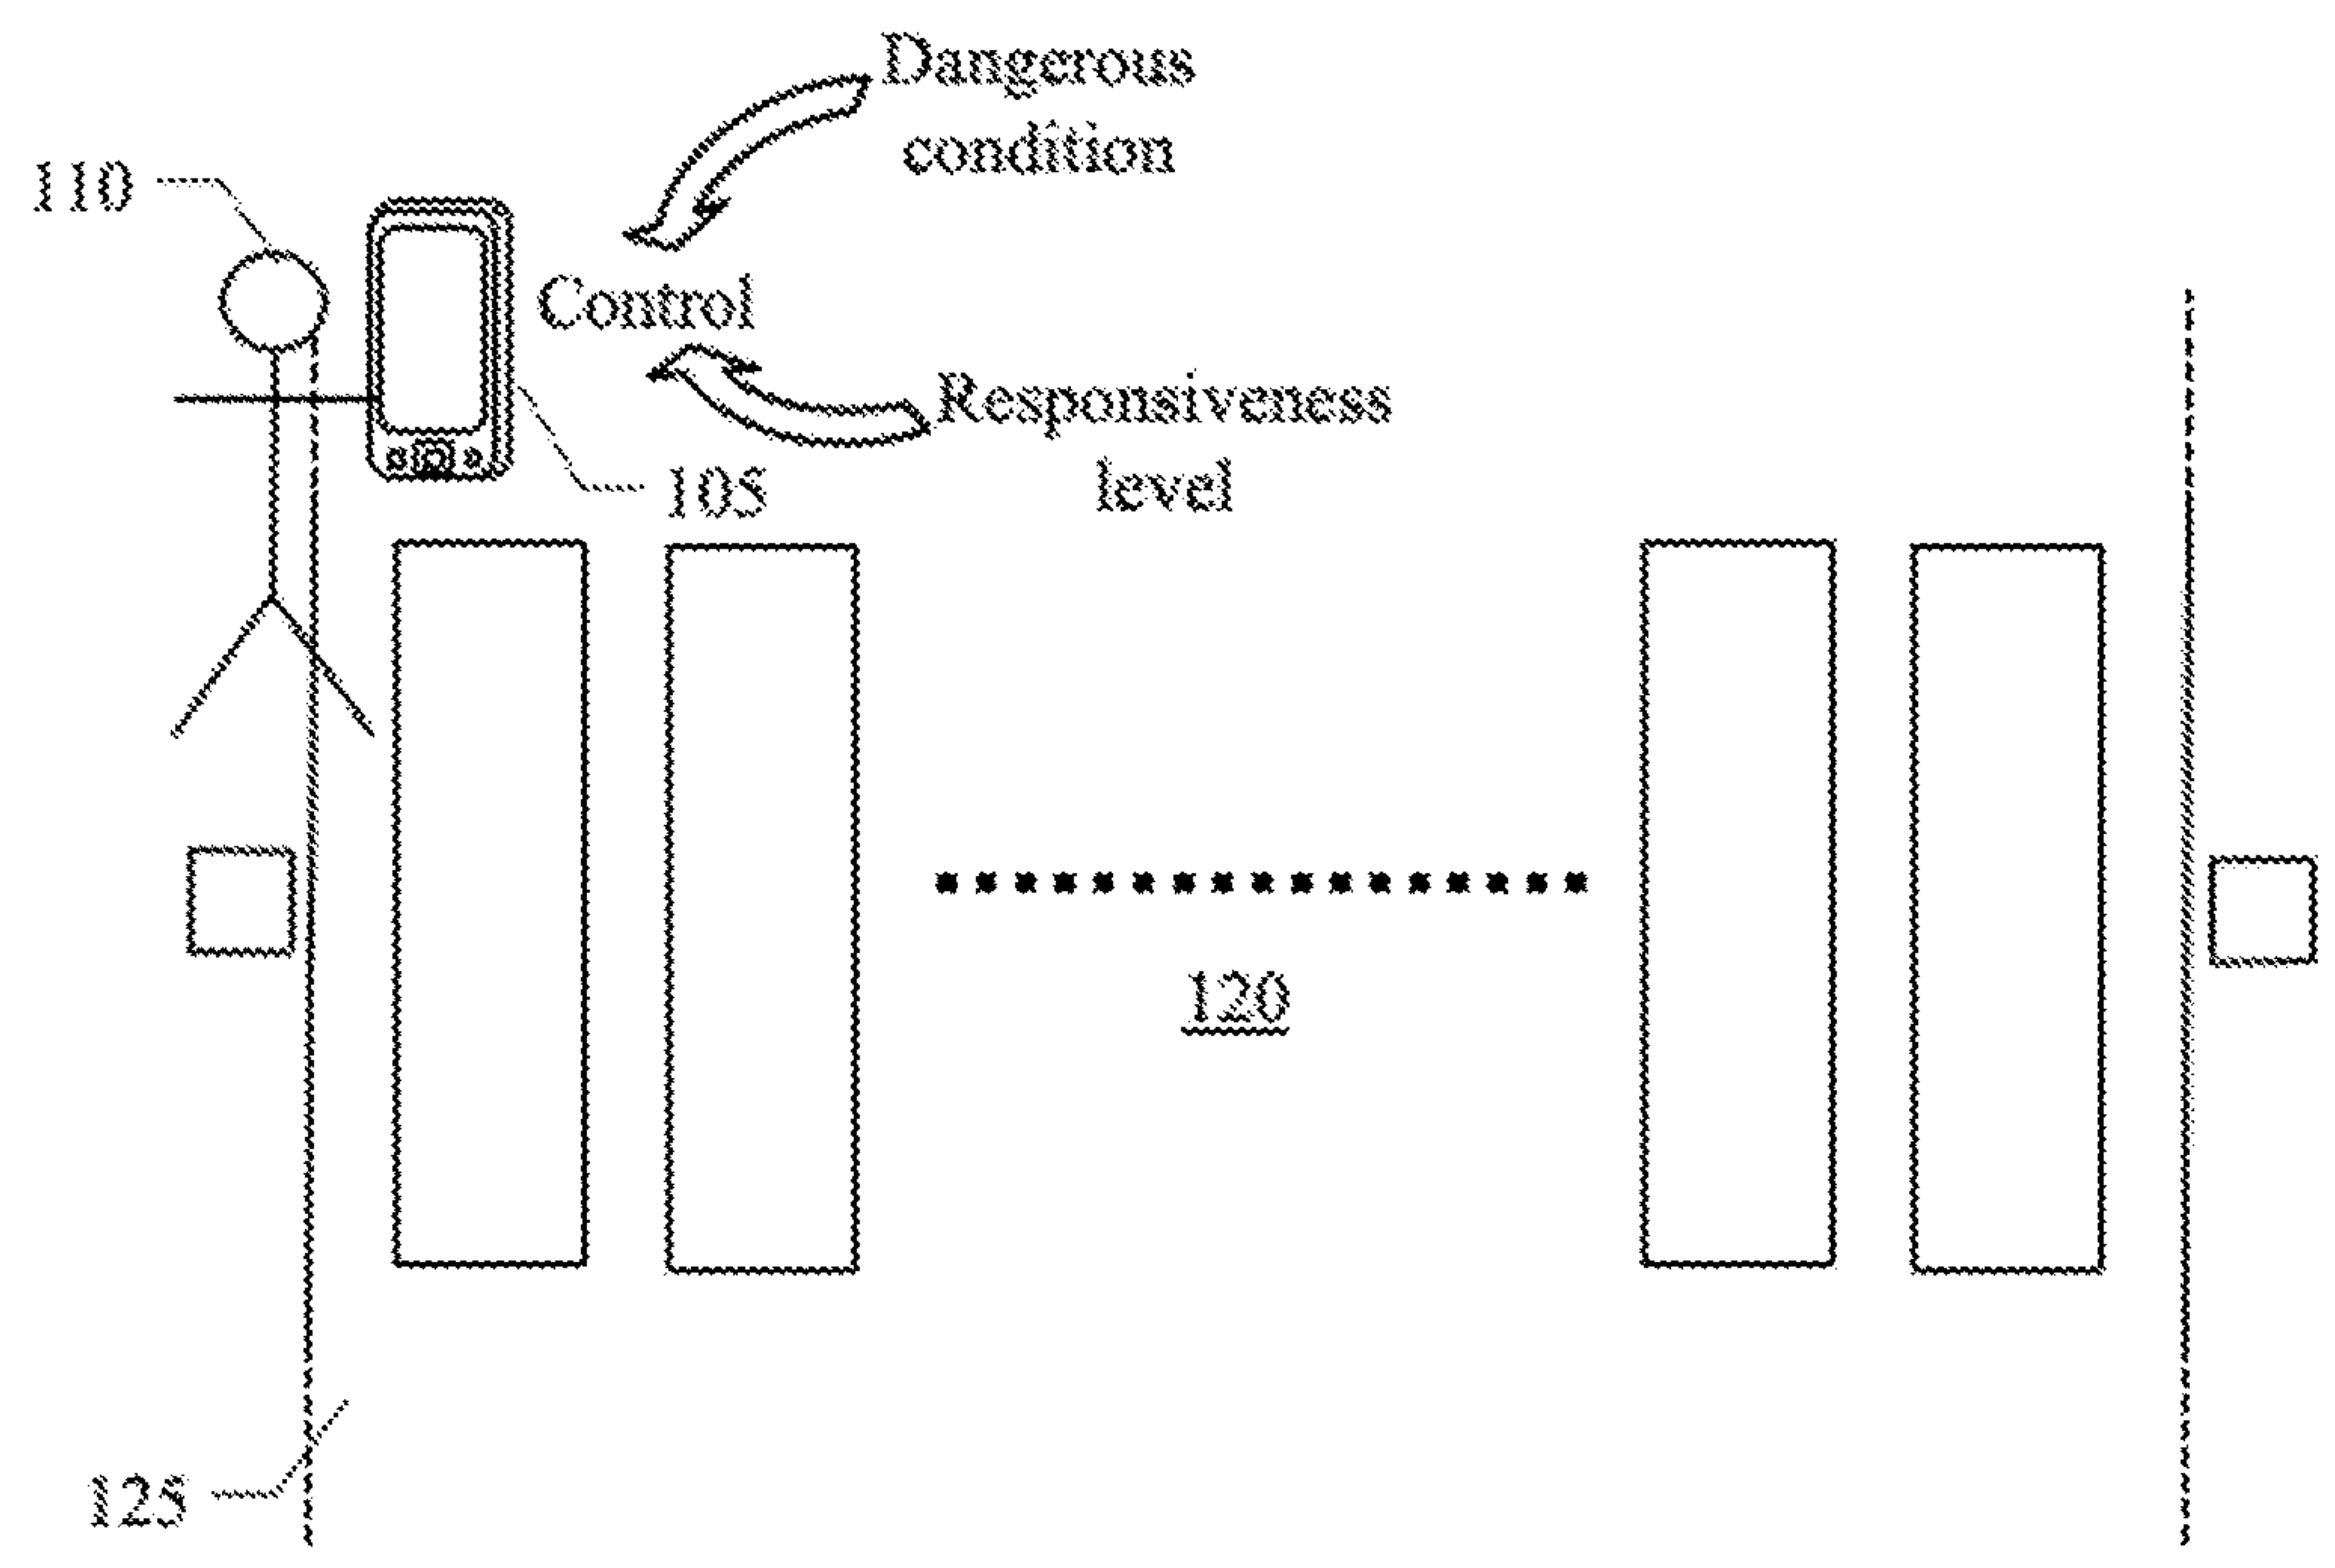 Dangerous
condition
110
Control
Responsiveness
level
105
120
125